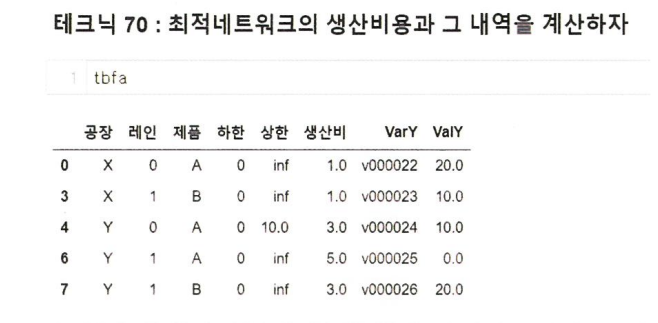 테크닉 70 : 최적네트워크의 생산비용과 그 내역을 계산하자
1 tbfa
공장 레인 제품 하한 상한 생산비 VarY ValY
0 X 0 A 0 inf 1.0 v000022 20.0
3 X 1 B 0 inf 1.0 v000023 10.0
4 Y 0 A 0 10.0 3.0 v000024 10.0
6 Y 1 A 0 inf 5.0 v000025 0.0
7 Y 1 B 0 inf 3.0 v000026 20.0